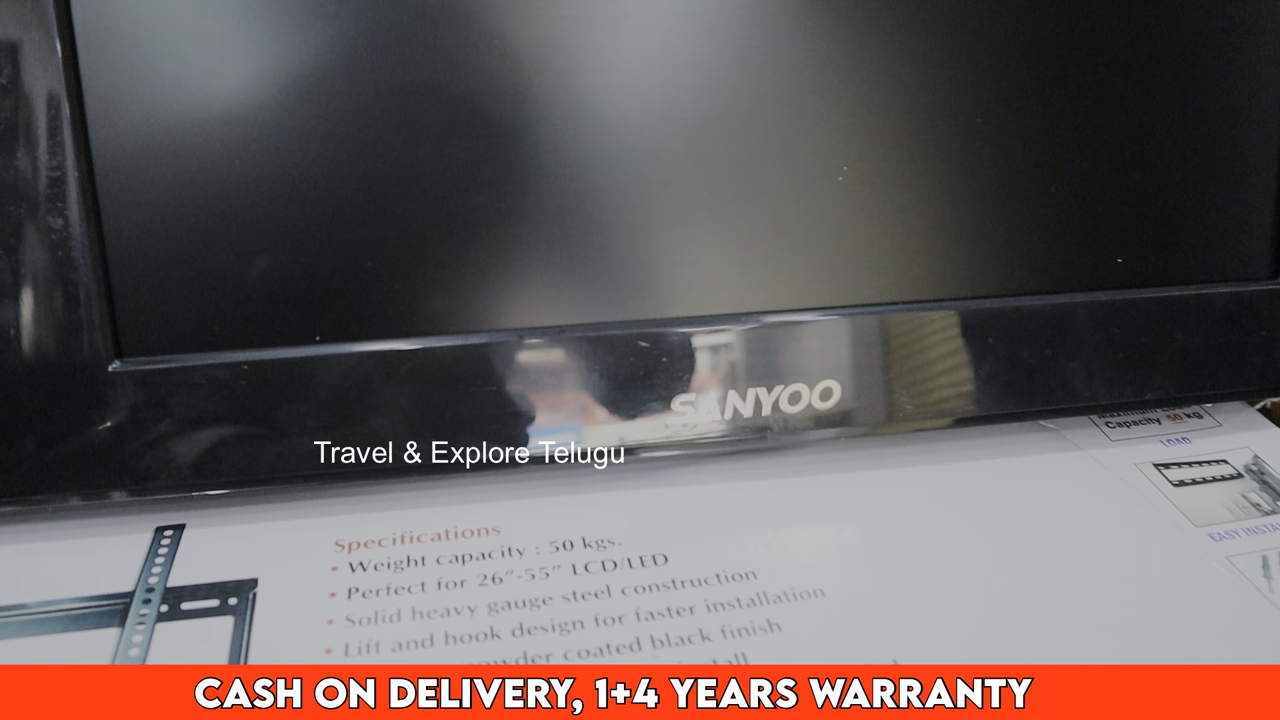 SANYOO
Travel & Explore Telugu
Capacity 50 kg
LOAD
Specifications
• Weight capacity : 50 kgs.
• Perfect for 26"-55" LCD/LED
• Solid heavy gauge steel construction
• Lift and hook design for faster installation
powder coated black finish
EASY
CASH ON DELIVERY, 1+4 YEARS WARRANTY